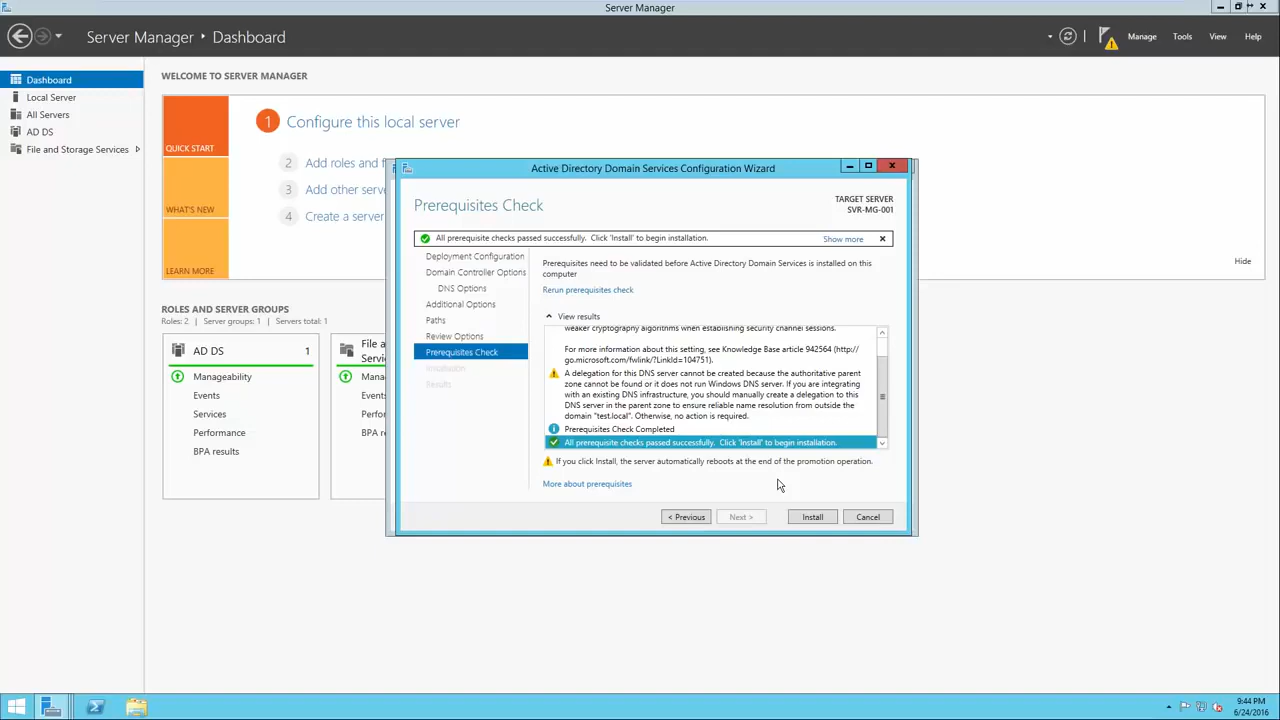 Server Manager
Server Manager ‣ Dashboard
Manage
Tools
View
Help
Dashboard
Local Server
All Servers
AD DS
File and Storage Services
WELCOME TO SERVER MANAGER
QUICK START
WHAT'S NEW
LEARN MORE
1 Configure this local server
2 Add roles and f
3 Add other serve
4 Create a server
Hide
ROLES AND SERVER GROUPS
Roles: 2 | Server groups: 1 | Servers total: 1
AD DS 1
Manageability
Events
Services
Performance
BPA results
File a
Servic
Mana
Events
Perfor
BPA re
Active Directory Domain Services Configuration Wizard
Prerequisites Check
TARGET SERVER
SVR-MG-001
All prerequisite checks passed successfully. Click 'Install' to begin installation.
Show more
Deployment Configuration
Domain Controller Options
DNS Options
Additional Options
Paths
Review Options
Prerequisites Check
Installation
Results
Prerequisites need to be validated before Active Directory Domain Services is installed on this
computer
Rerun prerequisites check
View results
weaker cryptography algorithms when establishing security channel sessions.
For more information about this setting, see Knowledge Base article 942564 (http://
go.microsoft.com/fwlink/?LinkId=104751).
A delegation for this DNS server cannot be created because the authoritative parent
zone cannot be found or it does not run Windows DNS server. If you are integrating
with an existing DNS infrastructure, you should manually create a delegation to this
DNS server in the parent zone to ensure reliable name resolution from outside the
domain "test.local". Otherwise, no action is required.
Prerequisites Check Completed
All prerequisite checks passed successfully. Click 'Install' to begin installation.
If you click Install, the server automatically reboots at the end of the promotion operation.
More about prerequisites
< Previous
Next >
Install
Cancel
9:44 PM
6/24/2016